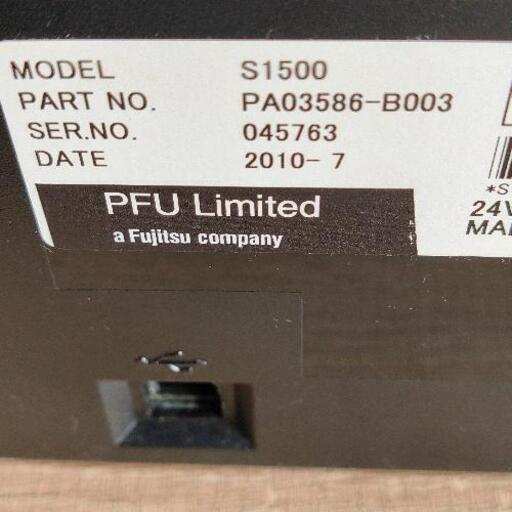 MODEL S1500
PART NO. PA03586-B003
SER.NO. 045763
DATE 2010- 7
PFU Limited
a Fujitsu company
*S
24V